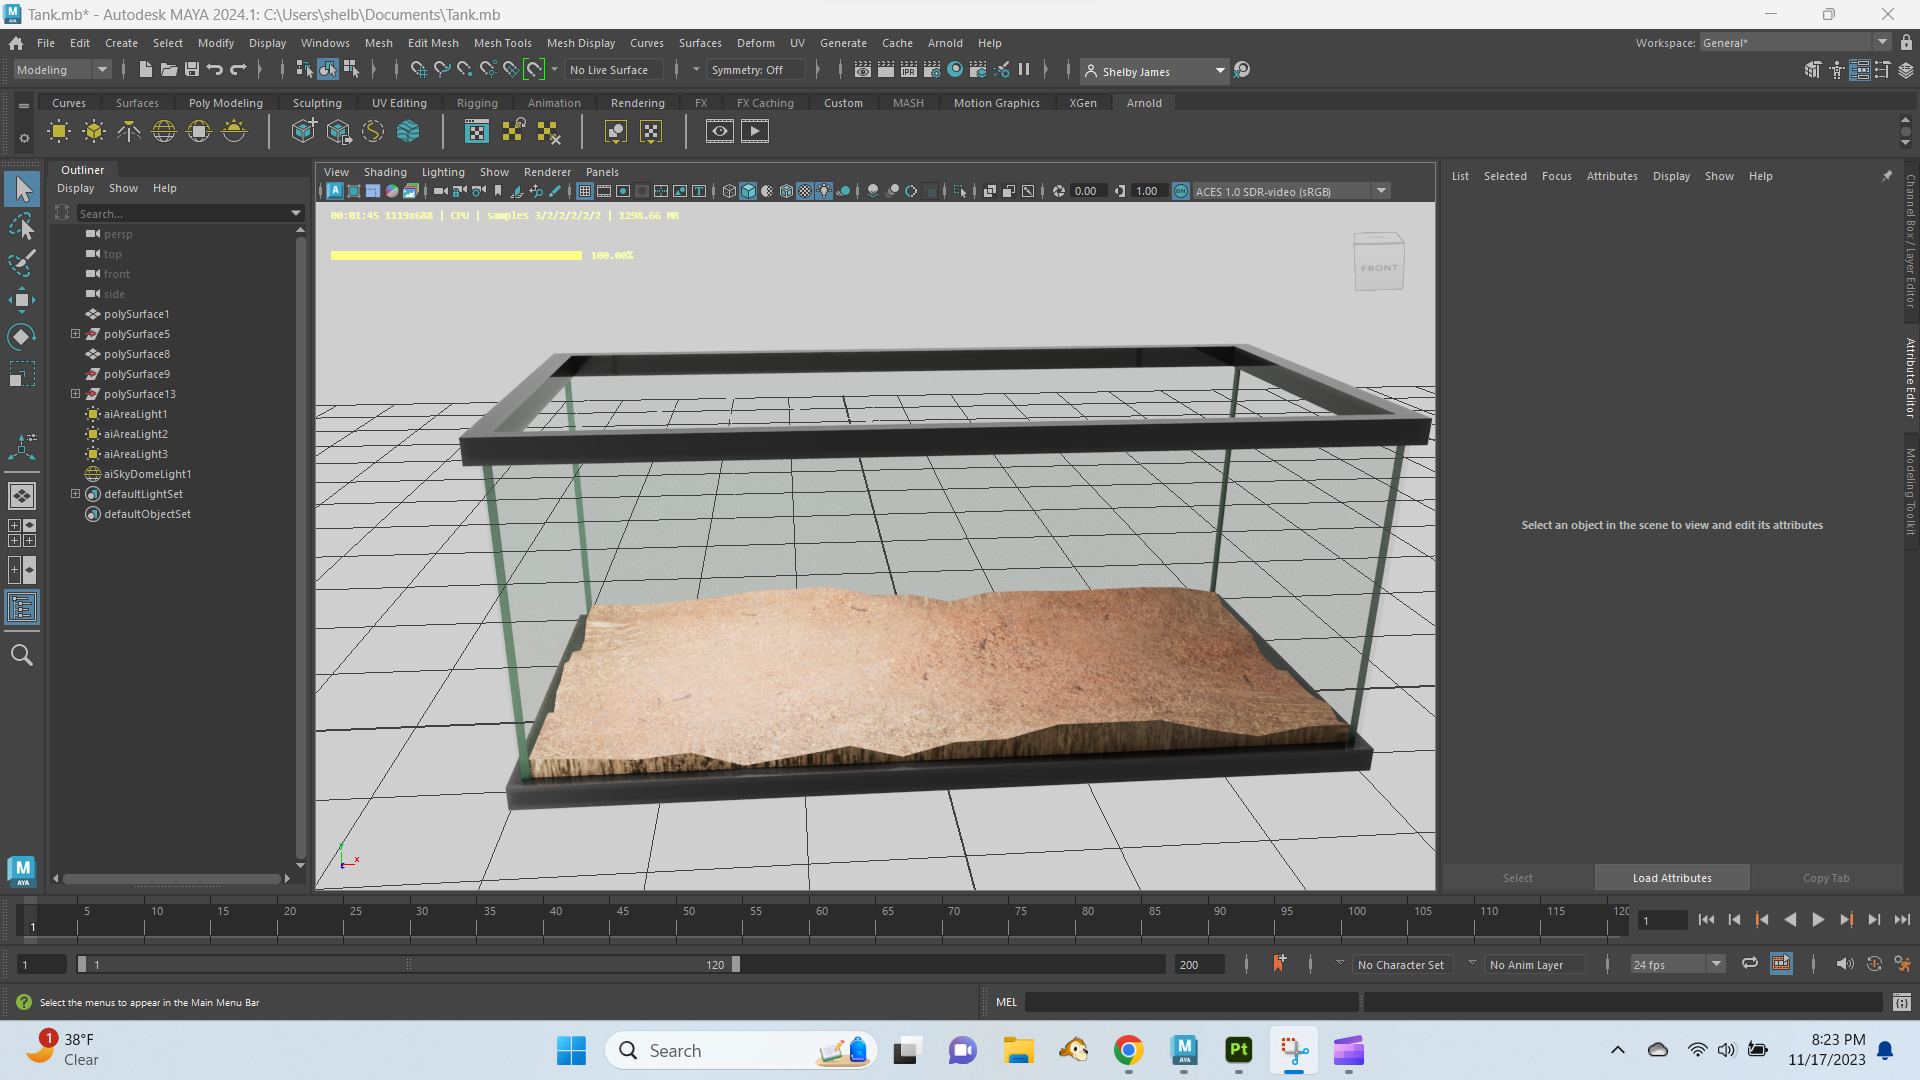 Tank.mb* - Autodesk MAYA 2024.1: C:\Users\shelb\Documents\Tank.mb
File Edit Create Select Modify Display Windows Mesh Edit Mesh Mesh Tools Mesh Display Curves Surfaces Deform UV Generate Cache Arnold Help
Workspace: General*
Modeling No Live Surface Symmetry: Off IPR Shelby James
Curves Surfaces Poly Modeling Sculpting UV Editing Rigging Animation Rendering FX FX Caching Custom MASH Motion Graphics XGen Arnold
Outliner
Display Show Help
Search...
persp
top
front
side
polySurface1
polySurface5
polySurface8
polySurface9
polySurface13
aiAreaLight1
aiAreaLight2
aiAreaLight3
aiSkyDomeLight1
defaultLightSet
defaultObjectSet
View Shading Lighting Show Renderer Panels
0.00 1.00 ON ACES 1.0 SDR-video (sRGB)
00:01:45 1119x688 | CPU | samples 3/2/2/2/2/2 | 1298.66 MB
100.00%
FRONT
x
List Selected Focus Attributes Display Show Help
Select an object in the scene to view and edit its attributes
Select Load Attributes Copy Tab
Channel Box / Layer Editor
Attribute Editor
Modeling Toolkit
M
AYA
5 10 15 20 25 30 35 40 45 50 55 60 65 70 75 80 85 90 95 100 105 110 115 120
1
1
1 1 120 200 No Character Set No Anim Layer 24 fps
Select the menus to appear in the Main Menu Bar
MEL
1
38°F
Clear
Search
M
AYA
Pt
8:23 PM
11/17/2023